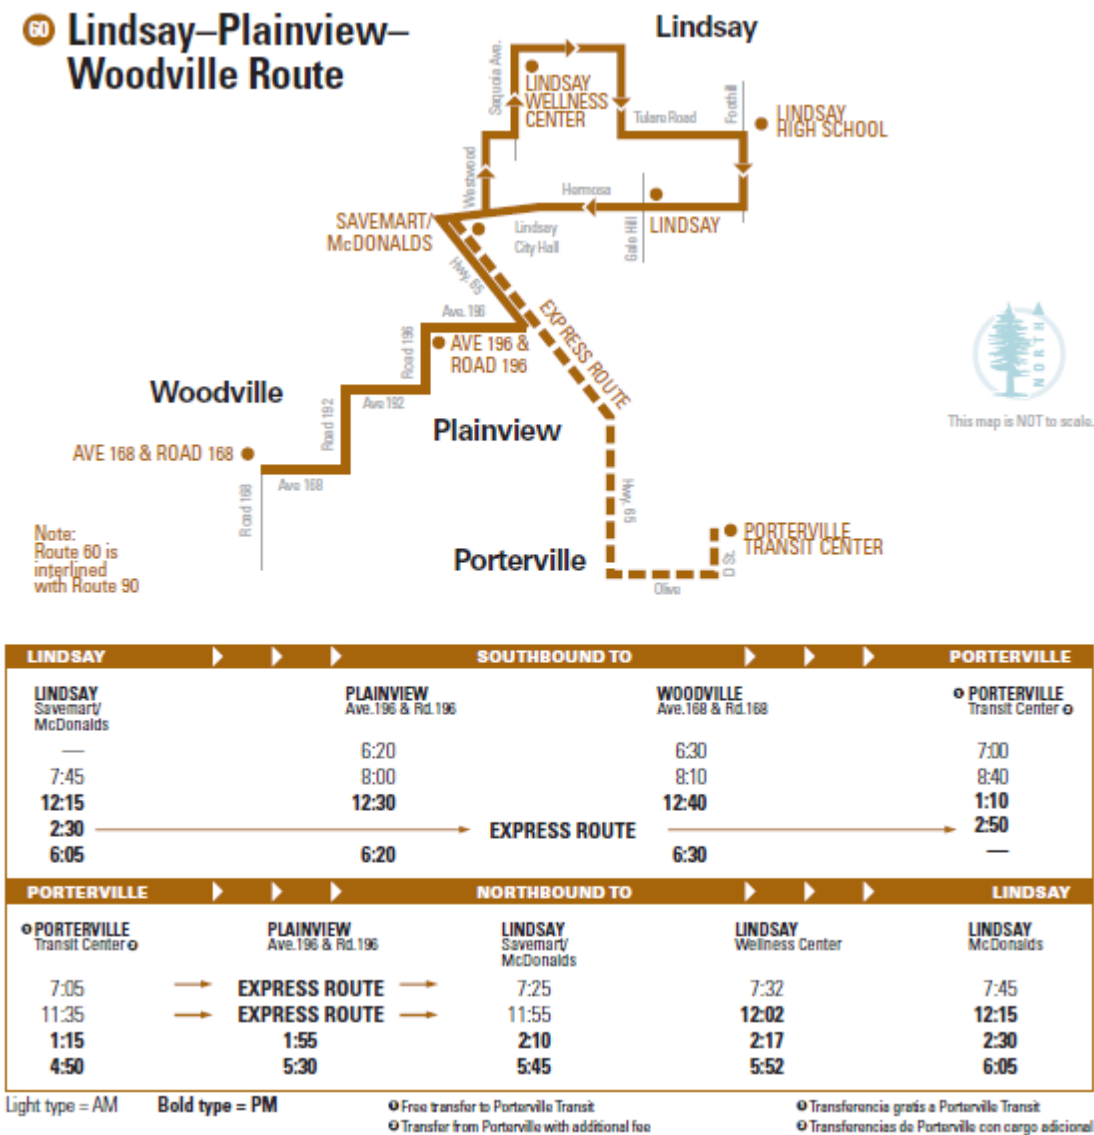 60 Lindsay–Plainview–
Woodville Route
Lindsay
Sequoia Ave.
LINDSAY
WELLNESS
CENTER
Tulare Road
Foothill
LINDSAY
HIGH SCHOOL
Westwood
Hermosa
SAVEMART/
McDONALDS
Lindsay
City Hall
Gale Hill
LINDSAY
Hwy. 65
Ave. 196
EXPRESS ROUTE
Road 196
AVE 196 &
ROAD 196
NORTH
This map is NOT to scale.
Woodville
Road 192
Ave 192
Plainview
AVE 168 & ROAD 168
Road 168
Ave 168
Hwy. 65
Note:
Route 60 is
interlined
with Route 90
Porterville
PORTERVILLE
TRANSIT CENTER
D St.
Olive
LINDSAY SOUTHBOUND TO PORTERVILLE
LINDSAY PLAINVIEW WOODVILLE ❶ PORTERVILLE
Savemart/ Ave.196 & Rd.196 Ave.168 & Rd.168 Transit Center ❷
McDonalds
— 6:20 6:30 7:00
7:45 8:00 8:10 8:40
12:15 12:30 12:40 1:10
2:30 EXPRESS ROUTE 2:50
6:05 6:20 6:30 —
PORTERVILLE NORTHBOUND TO LINDSAY
❶ PORTERVILLE PLAINVIEW LINDSAY LINDSAY LINDSAY
Transit Center ❷ Ave.196 & Rd.196 Savemart/ Wellness Center McDonalds
McDonalds
7:05 EXPRESS ROUTE 7:25 7:32 7:45
11:35 EXPRESS ROUTE 11:55 12:02 12:15
1:15 1:55 2:10 2:17 2:30
4:50 5:30 5:45 5:52 6:05
Light type = AM Bold type = PM ❶ Free transfer to Porterville Transit ❶ Transferencia gratis a Porterville Transit
❷ Transfer from Porterville with additional fee ❷ Transferencias de Porterville con cargo adicional